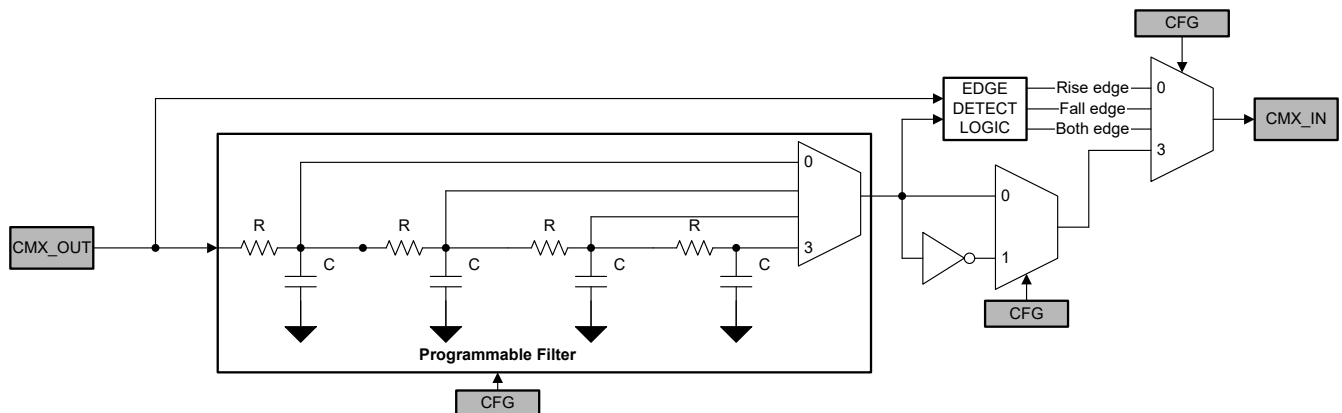 CFG
EDGE
DETECT
LOGIC
Rise edge
Fall edge
Both edge
0
3
CMX_IN
0
3
0
1
CMX_OUT
R
R
R
R
C
C
C
C
CFG
Programmable Filter
CFG